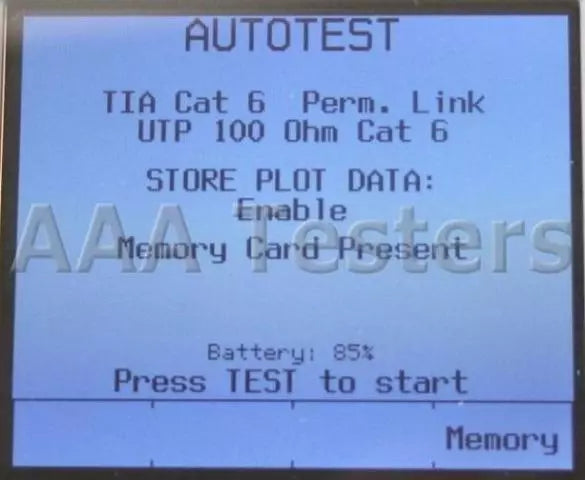 AUTOTEST
TIA Cat 6 Perm. Link
UTP 100 Ohm Cat 6
STORE PLOT DATA:
Enable
AAA Testers
Memory Card Present
Battery: 85%
Press TEST to start
Memory